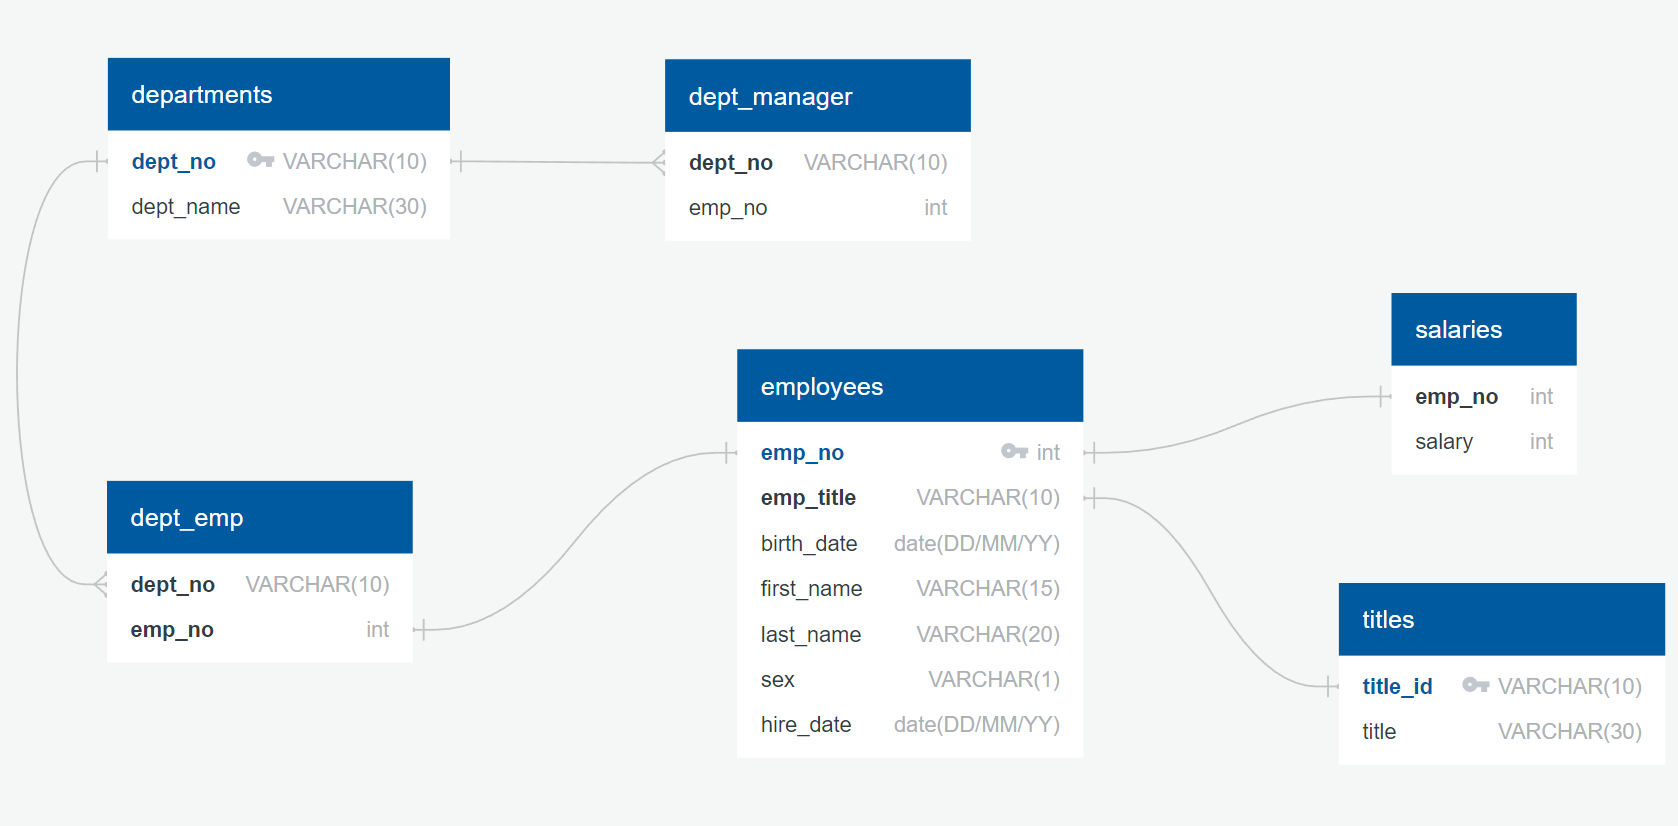 departments
dept_no VARCHAR(10)
dept_name VARCHAR(30)
dept_manager
dept_no VARCHAR(10)
emp_no int
salaries
emp_no int
salary int
employees
emp_no int
emp_title VARCHAR(10)
birth_date date(DD/MM/YY)
first_name VARCHAR(15)
last_name VARCHAR(20)
sex VARCHAR(1)
hire_date date(DD/MM/YY)
dept_emp
dept_no VARCHAR(10)
emp_no int
titles
title_id VARCHAR(10)
title VARCHAR(30)